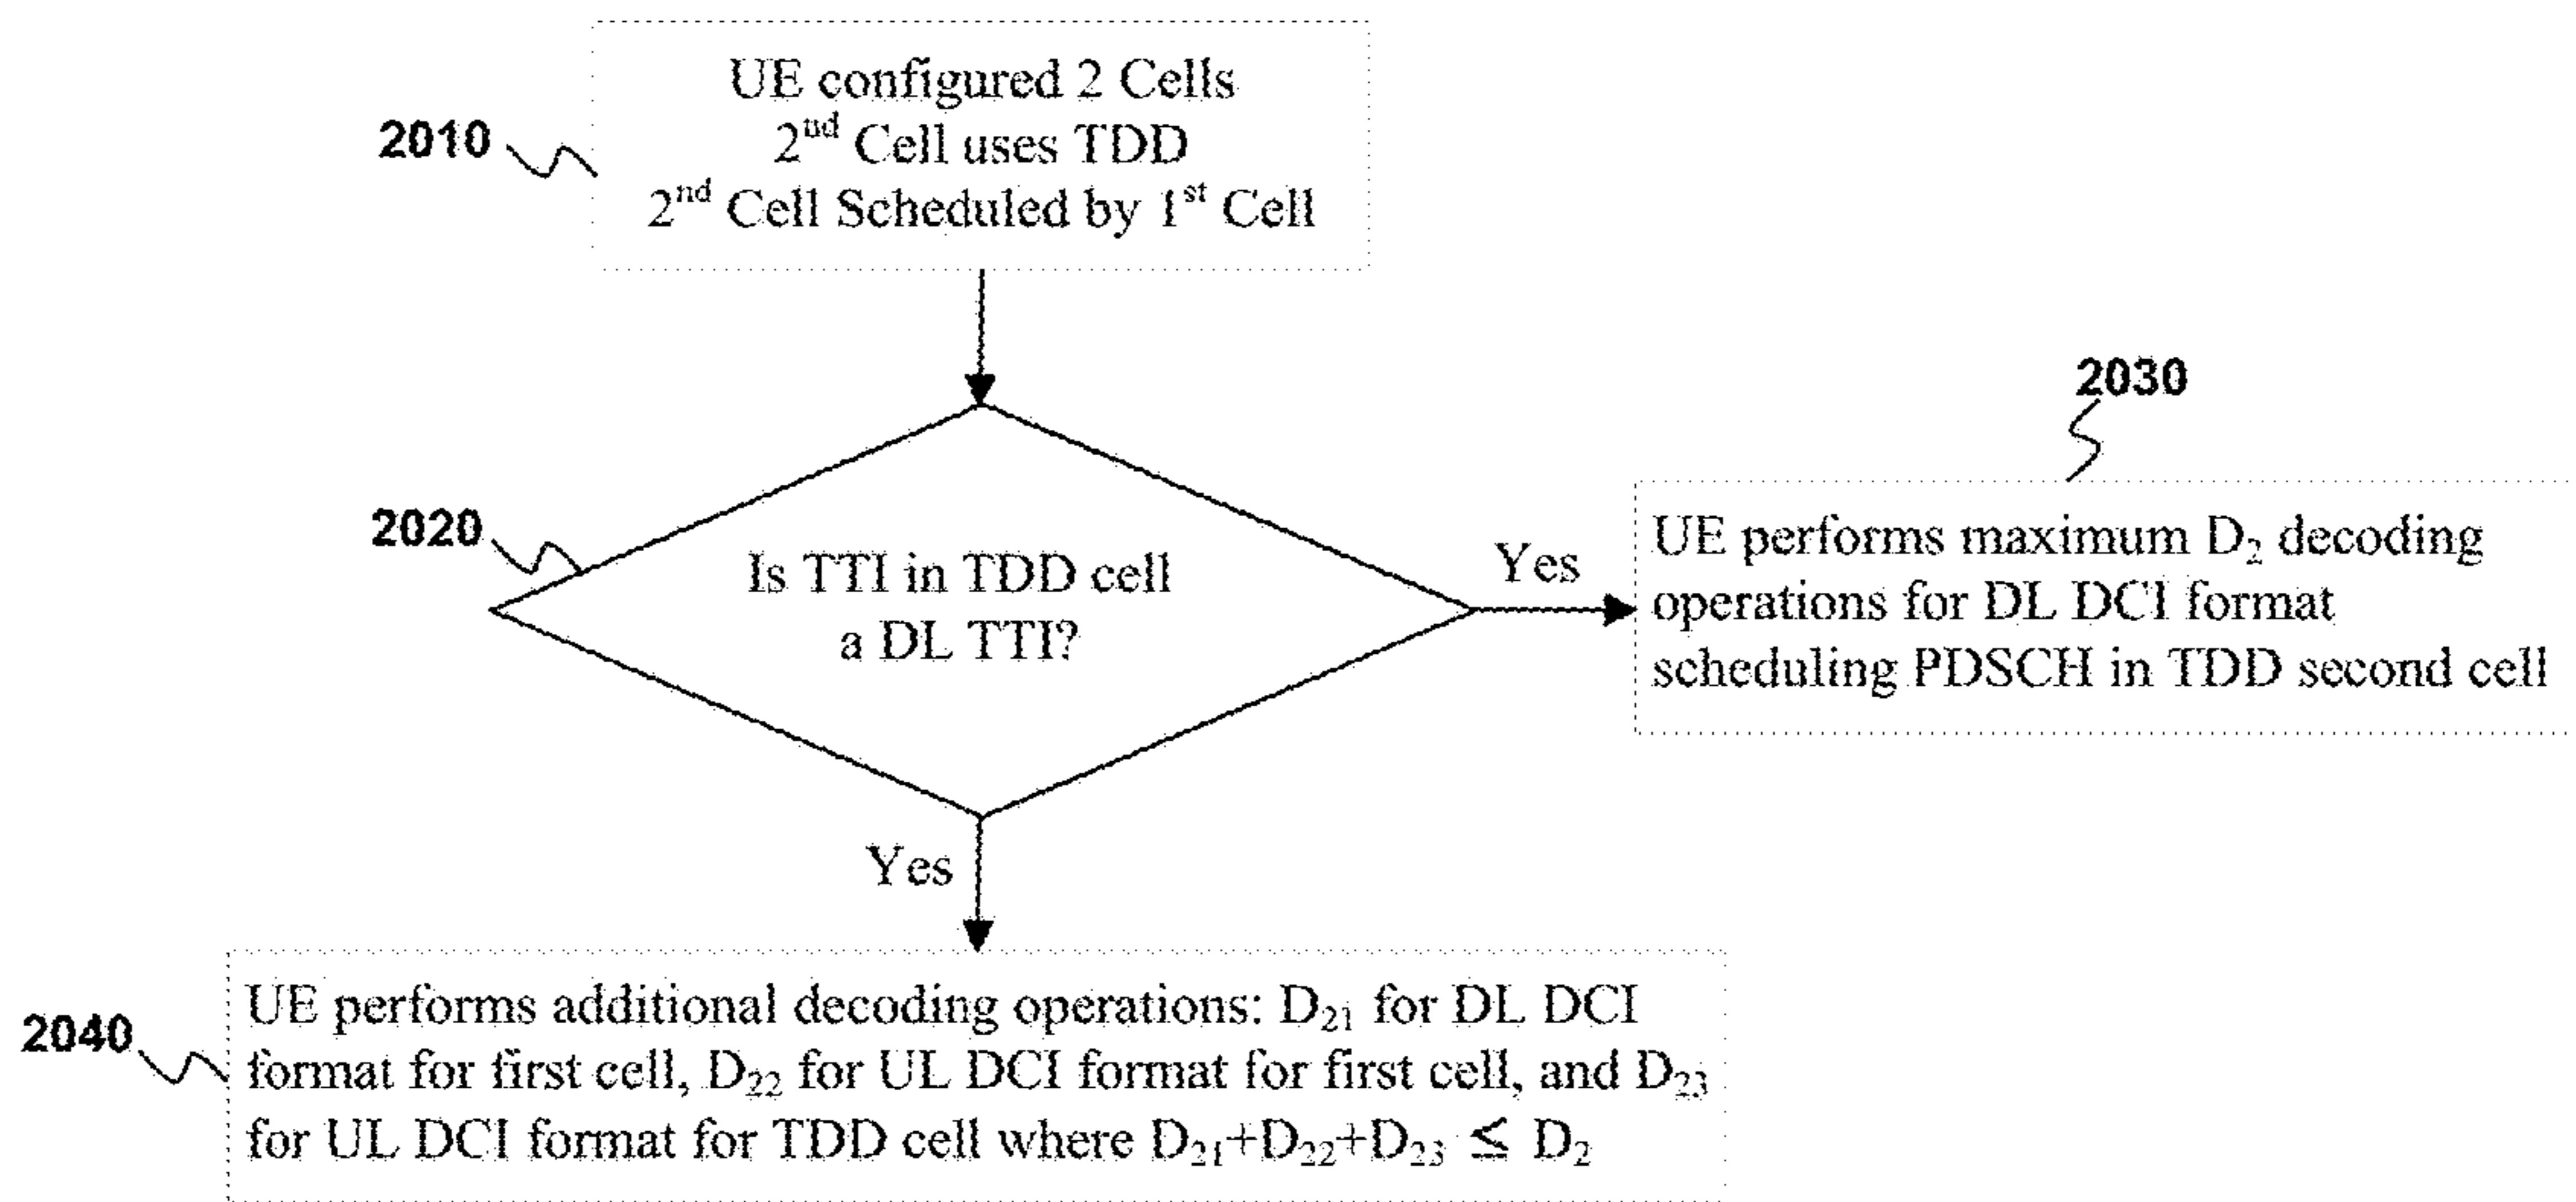 2010
UE configured 2 Cells
2nd Cell uses TDD
2nd Cell Scheduled by 1st Cell
2020
Is TTI in TDD cell
a DL TTI?
Yes
2030
UE performs maximum D2 decoding
operations for DL DCI format
scheduling PDSCH in TDD second cell
Yes
2040
UE performs additional decoding operations: D21 for DL DCI
format for first cell, D22 for UL DCI format for first cell, and D23
for UL DCI format for TDD cell where D21+D22+D23 ≤ D2